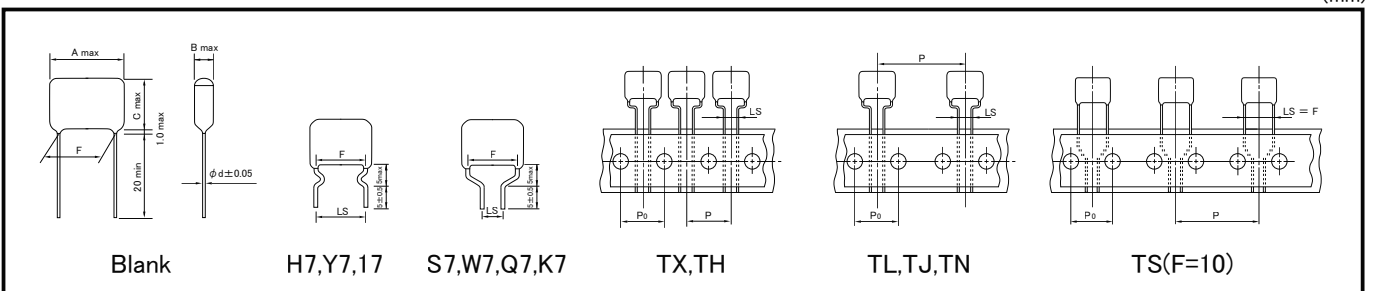 (mm)
A max
B max
C max
1.0 max
F
20 min
φd±0.05
Blank
F
5max
5±0.5
LS
H7,Y7,17
F
5max
5±0.5
LS
S7,W7,Q7,K7
LS
P0
P
TX,TH
P
LS
P0
TL,TJ,TN
LS = F
P0
P
TS(F=10)